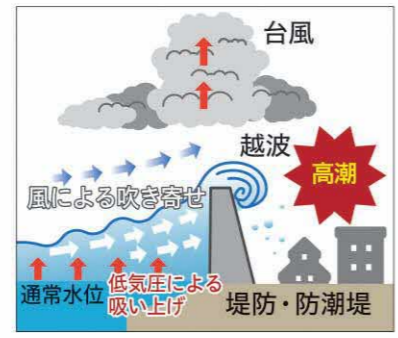 台風
越波
高潮
風による吹き寄せ
通常水位
低気圧による
吸い上げ
堤防・防潮堤